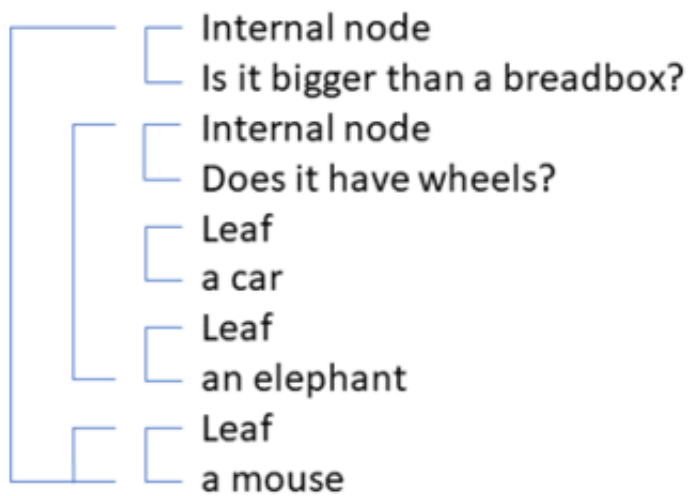 Internal node
Is it bigger than a breadbox?
Internal node
Does it have wheels?
Leaf
a car
Leaf
an elephant
Leaf
a mouse